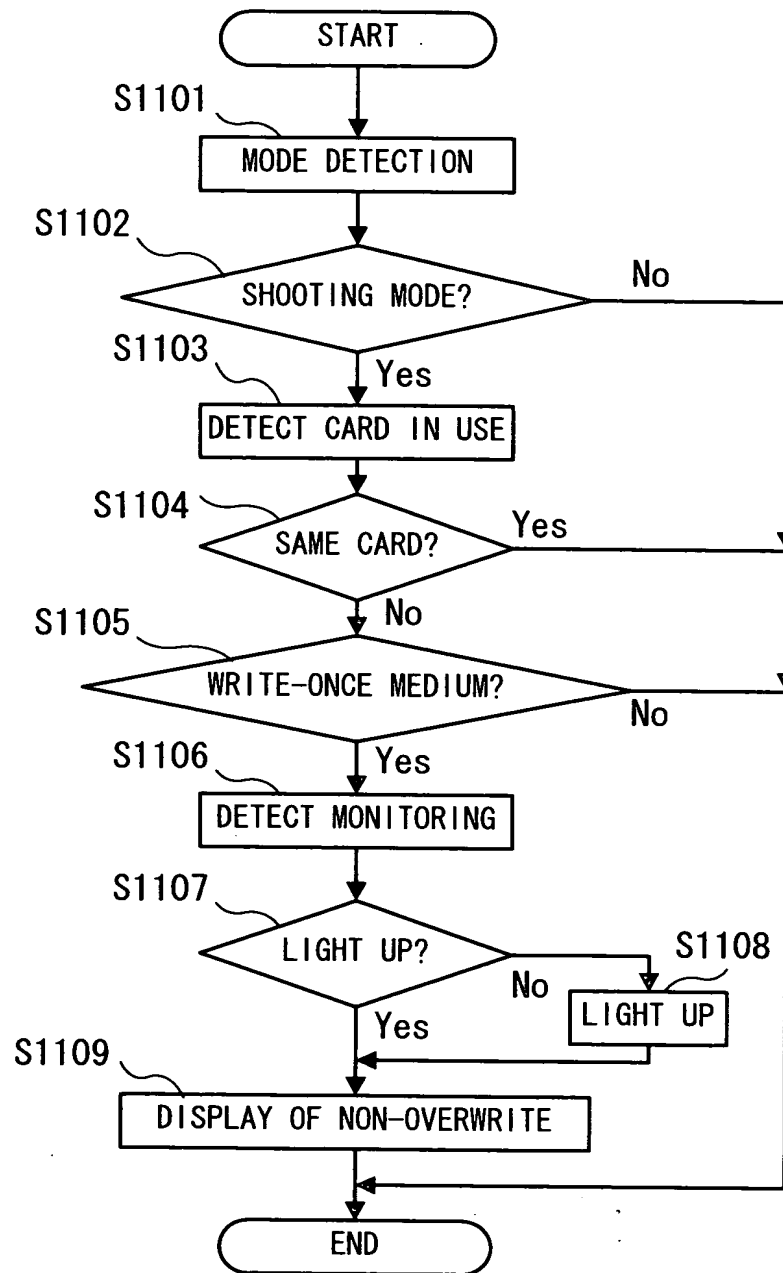 START
S1101
MODE DETECTION
S1102
SHOOTING MODE?
No
S1103
Yes
DETECT CARD IN USE
S1104
SAME CARD?
Yes
No
S1105
WRITE-ONCE MEDIUM?
No
S1106
Yes
DETECT MONITORING
S1107
LIGHT UP?
No
S1108
LIGHT UP
Yes
S1109
DISPLAY OF NON-OVERWRITE
END